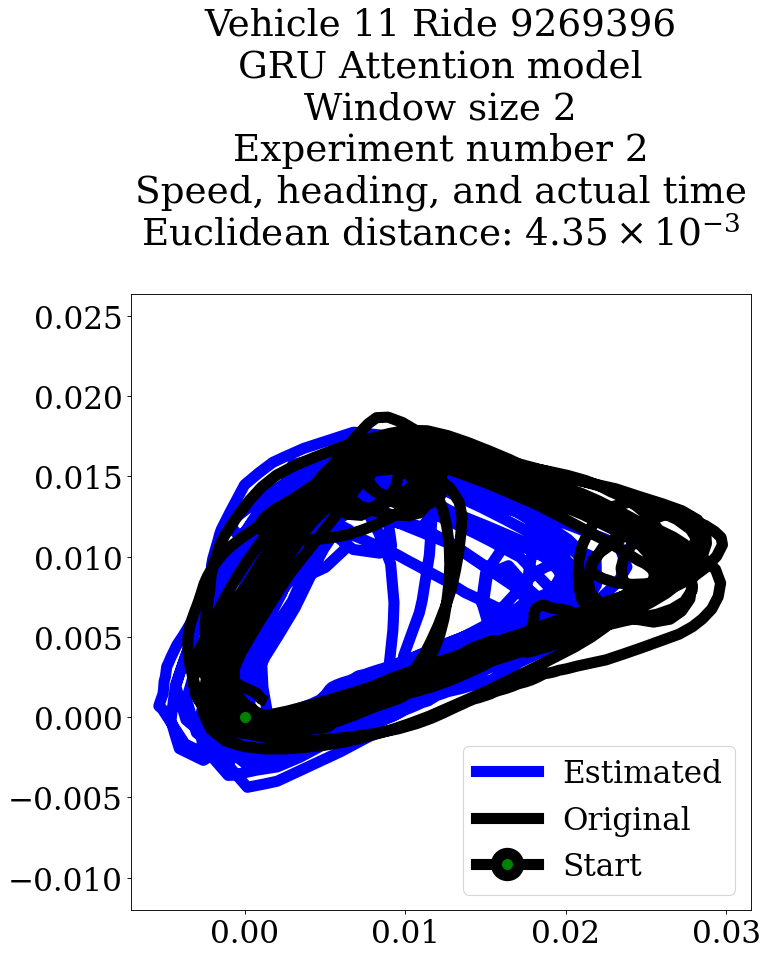 Vehicle 11 Ride 9269396
GRU Attention model
Window size 2
Experiment number 2
Speed, heading, and actual time
Euclidean distance: 4.35 × 10⁻³
0.025
0.020
0.015
0.010
0.005
0.000
−0.005
−0.010
Estimated
Original
Start
0.00 0.01 0.02 0.03